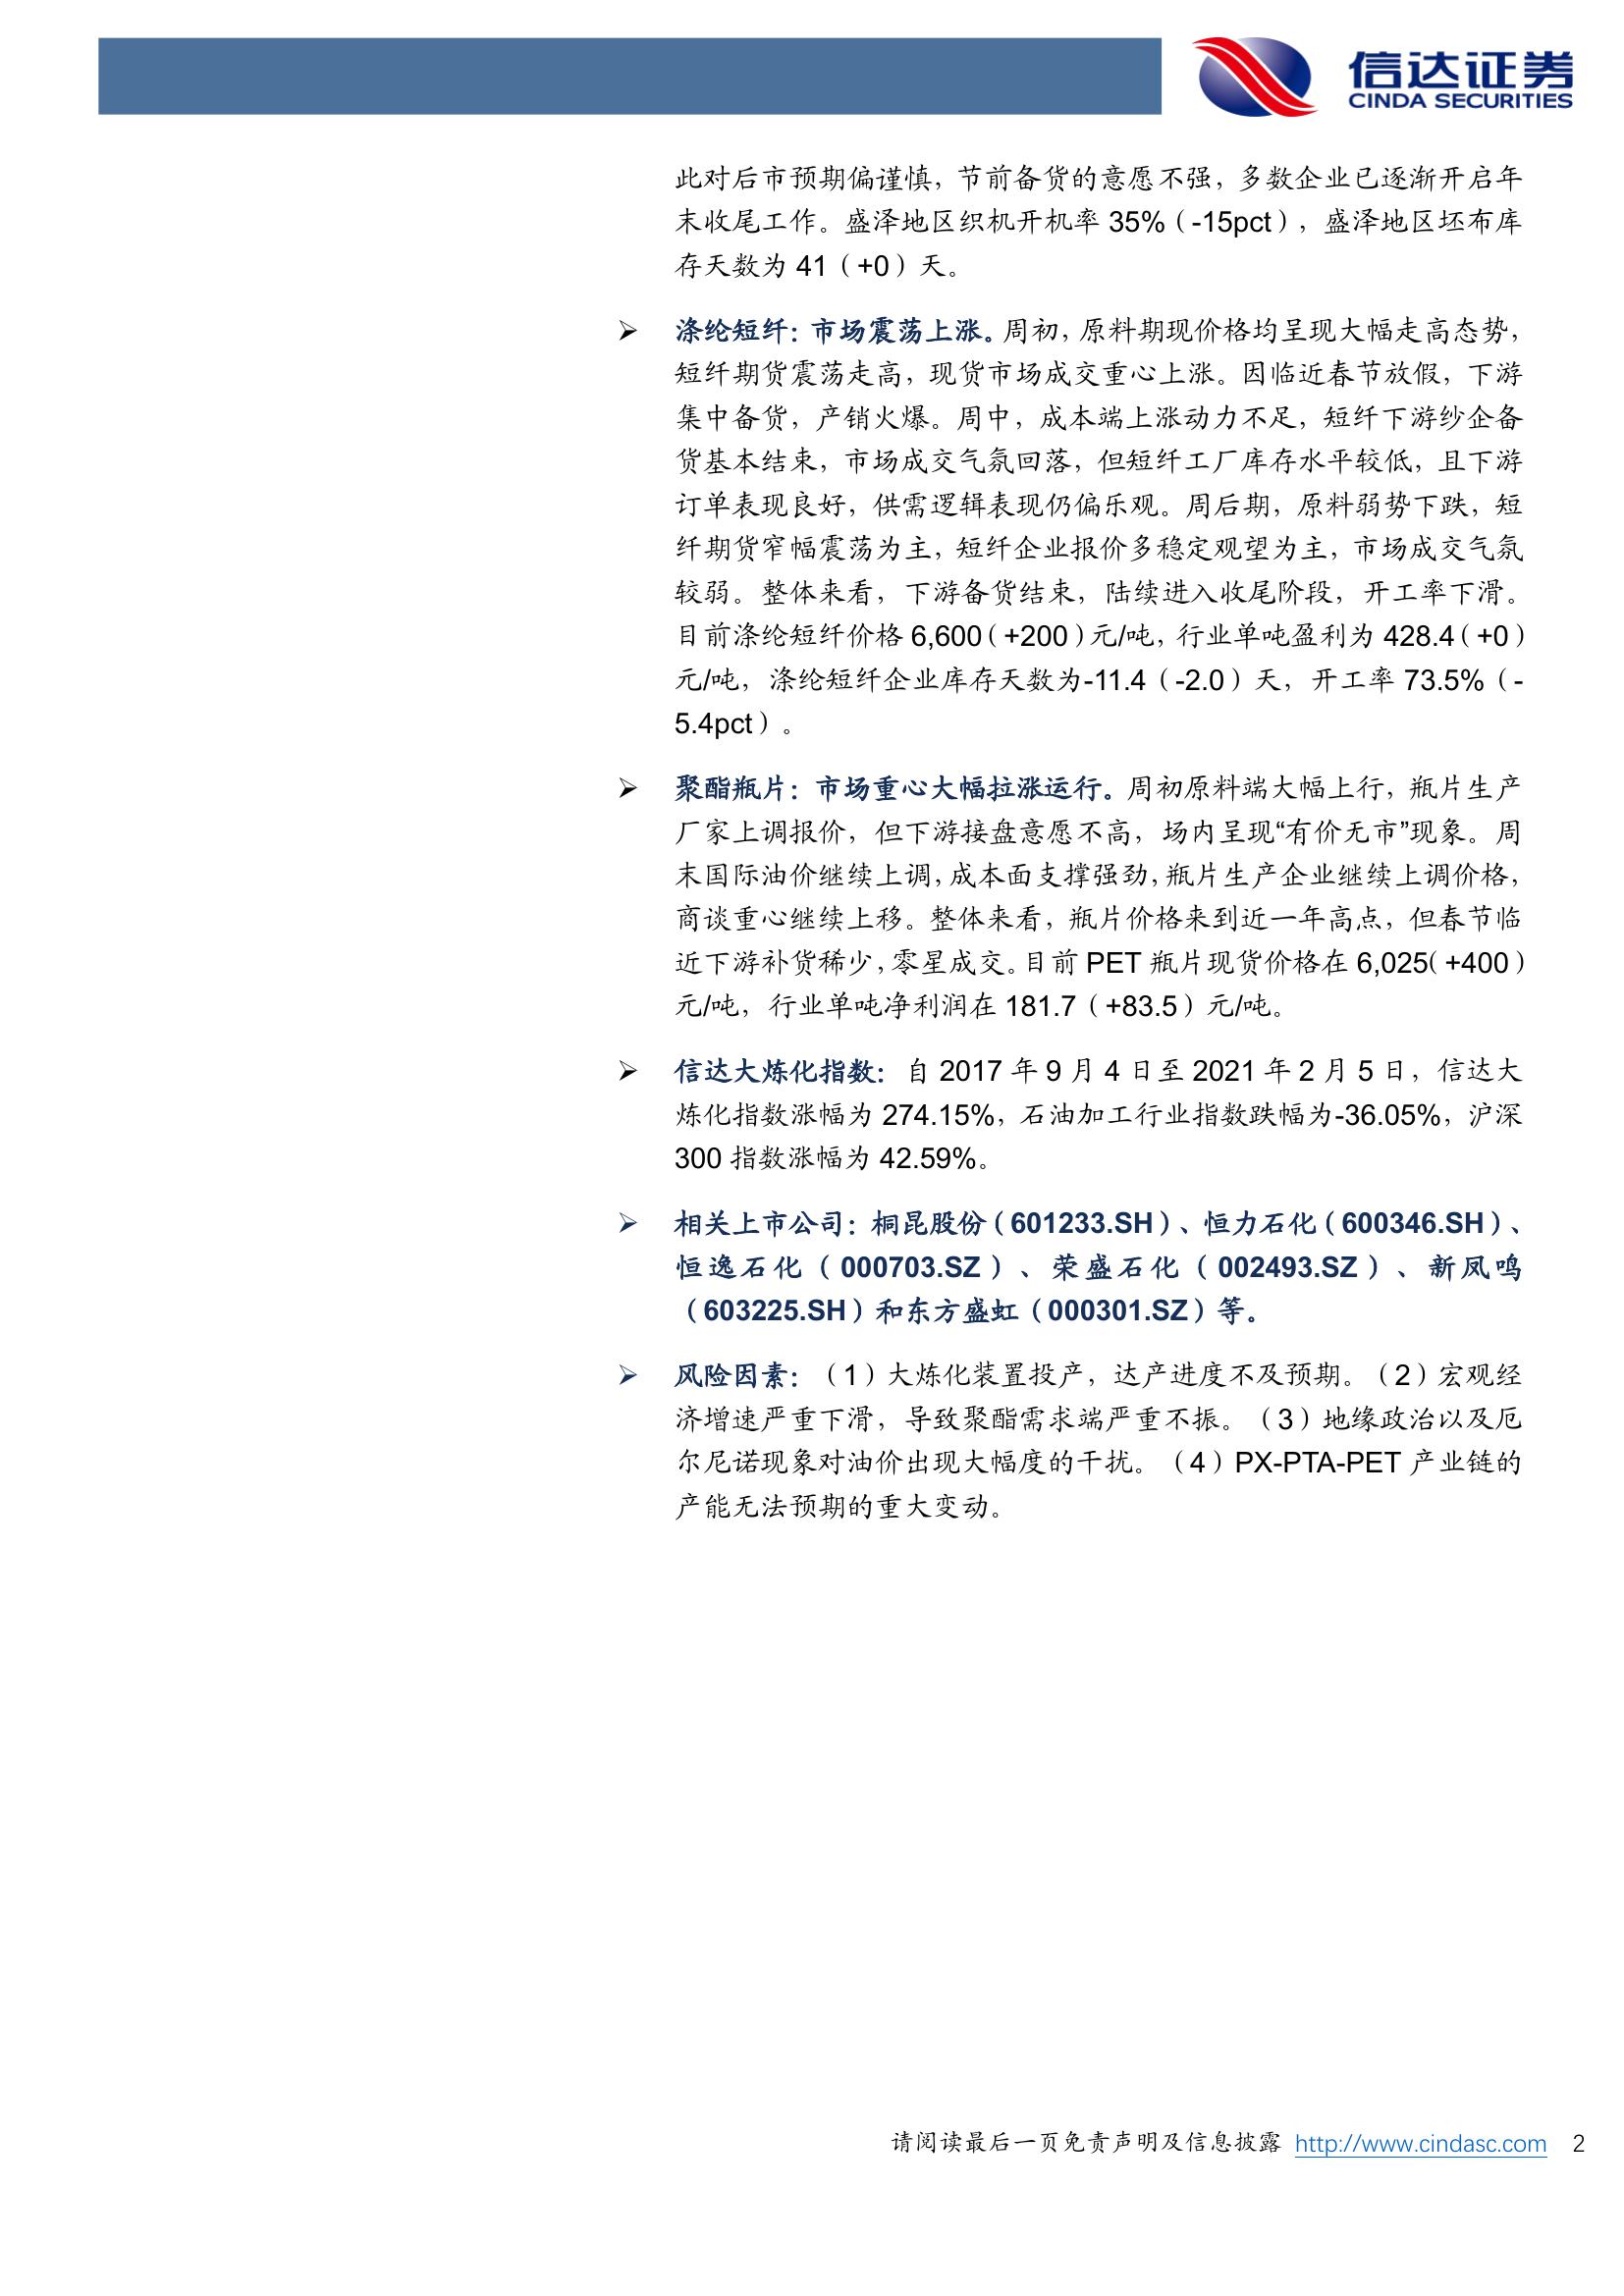 信达证券
CINDA SECURITIES
此对后市预期偏谨慎，节前备货的意愿不强，多数企业已逐渐开启年
末收尾工作。盛泽地区织机开机率 35%（-15pct），盛泽地区坯布库
存天数为 41（+0）天。
➢ 涤纶短纤：市场震荡上涨。周初，原料期现价格均呈现大幅走高态势，
短纤期货震荡走高，现货市场成交重心上涨。因临近春节放假，下游
集中备货，产销火爆。周中，成本端上涨动力不足，短纤下游纱企备
货基本结束，市场成交气氛回落，但短纤工厂库存水平较低，且下游
订单表现良好，供需逻辑表现仍偏乐观。周后期，原料弱势下跌，短
纤期货窄幅震荡为主，短纤企业报价多稳定观望为主，市场成交气氛
较弱。整体来看，下游备货结束，陆续进入收尾阶段，开工率下滑。
目前涤纶短纤价格 6,600（+200）元/吨，行业单吨盈利为 428.4（+0）
元/吨，涤纶短纤企业库存天数为-11.4（-2.0）天，开工率 73.5%（-
5.4pct）。
➢ 聚酯瓶片：市场重心大幅拉涨运行。周初原料端大幅上行，瓶片生产
厂家上调报价，但下游接盘意愿不高，场内呈现“有价无市”现象。周
末国际油价继续上调，成本面支撑强劲，瓶片生产企业继续上调价格，
商谈重心继续上移。整体来看，瓶片价格来到近一年高点，但春节临
近下游补货稀少，零星成交。目前 PET 瓶片现货价格在 6,025（+400）
元/吨，行业单吨净利润在 181.7（+83.5）元/吨。
➢ 信达大炼化指数：自 2017 年 9 月 4 日至 2021 年 2 月 5 日，信达大
炼化指数涨幅为 274.15%，石油加工行业指数跌幅为-36.05%，沪深
300 指数涨幅为 42.59%。
➢ 相关上市公司：桐昆股份（601233.SH）、恒力石化（600346.SH）、
恒逸石化（000703.SZ）、荣盛石化（002493.SZ）、新凤鸣
（603225.SH）和东方盛虹（000301.SZ）等。
➢ 风险因素：（1）大炼化装置投产，达产进度不及预期。（2）宏观经
济增速严重下滑，导致聚酯需求端严重不振。（3）地缘政治以及厄
尔尼诺现象对油价出现大幅度的干扰。（4）PX-PTA-PET 产业链的
产能无法预期的重大变动。
请阅读最后一页免责声明及信息披露 http://www.cindasc.com 2